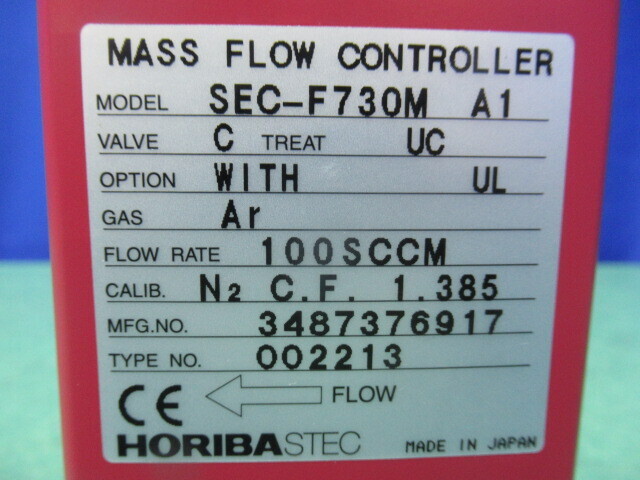 MASS FLOW CONTROLLER
MODEL SEC-F730M A1
VALVE C TREAT UC
OPTION WITH UL
GAS Ar
FLOW RATE 100SCCM
CALIB. N2 C.F. 1.385
MFG.NO. 3487376917
TYPE NO. 002213
CE FLOW
HORIBASTEC MADE IN JAPAN